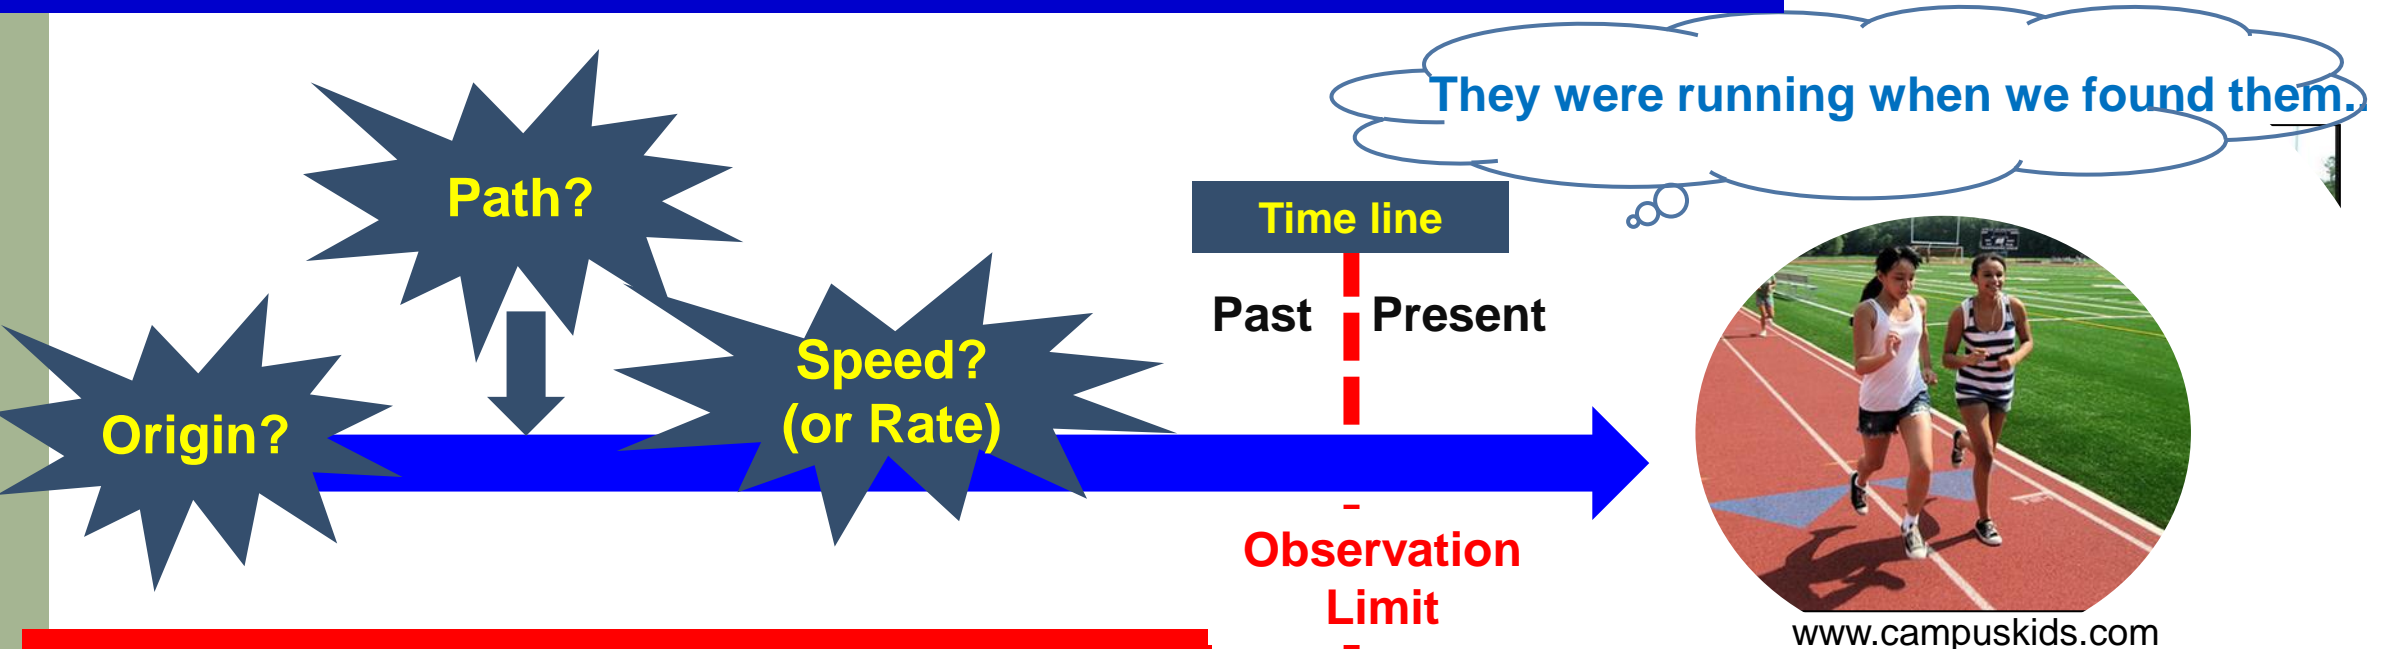 They were running when we found them..
Path?
Time line
Past
Present
Speed?
(or Rate)
Origin?
Observation
Limit
www.campuskids.com